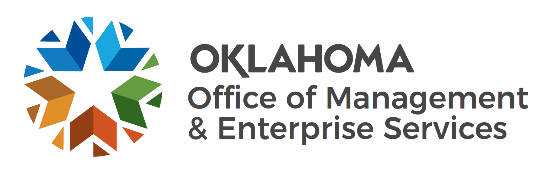 OKLAHOMA
Office of Management
& Enterprise Services